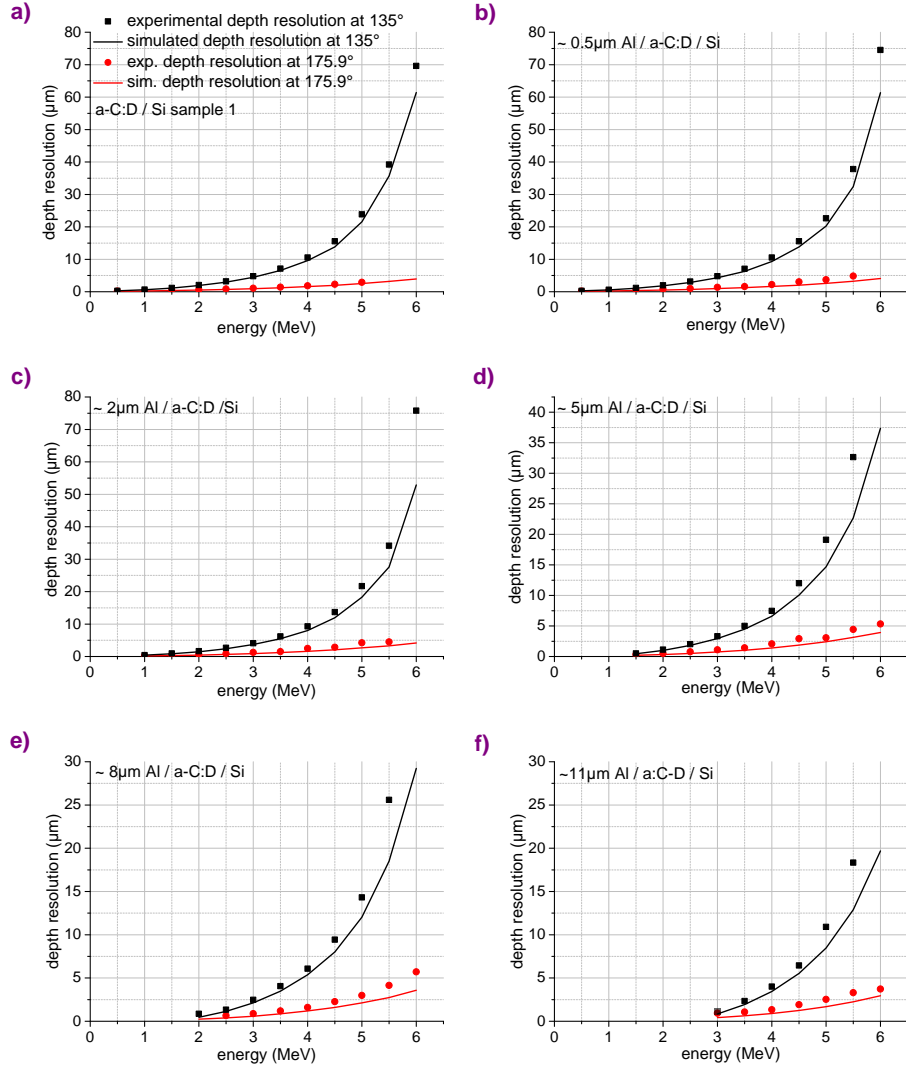 a)
experimental depth resolution at 135°
simulated depth resolution at 135°
exp. depth resolution at 175.9°
sim. depth resolution at 175.9°
a-C:D / Si sample 1
80
70
60
50
40
30
20
10
0
depth resolution (µm)
0 1 2 3 4 5 6
energy (MeV)
b)
~ 0.5µm Al / a-C:D / Si
80
70
60
50
40
30
20
10
0
depth resolution (µm)
0 1 2 3 4 5 6
energy (MeV)
c)
~ 2µm Al / a-C:D /Si
80
70
60
50
40
30
20
10
0
depth resolution (µm)
0 1 2 3 4 5 6
energy (MeV)
d)
~ 5µm Al / a-C:D / Si
40
35
30
25
20
15
10
5
0
depth resolution (µm)
0 1 2 3 4 5 6
energy (MeV)
e)
~ 8µm Al / a-C:D / Si
30
25
20
15
10
5
0
depth resolution (µm)
0 1 2 3 4 5 6
energy (MeV)
f)
~11µm Al / a:C-D / Si
30
25
20
15
10
5
0
depth resolution (µm)
0 1 2 3 4 5 6
energy (MeV)